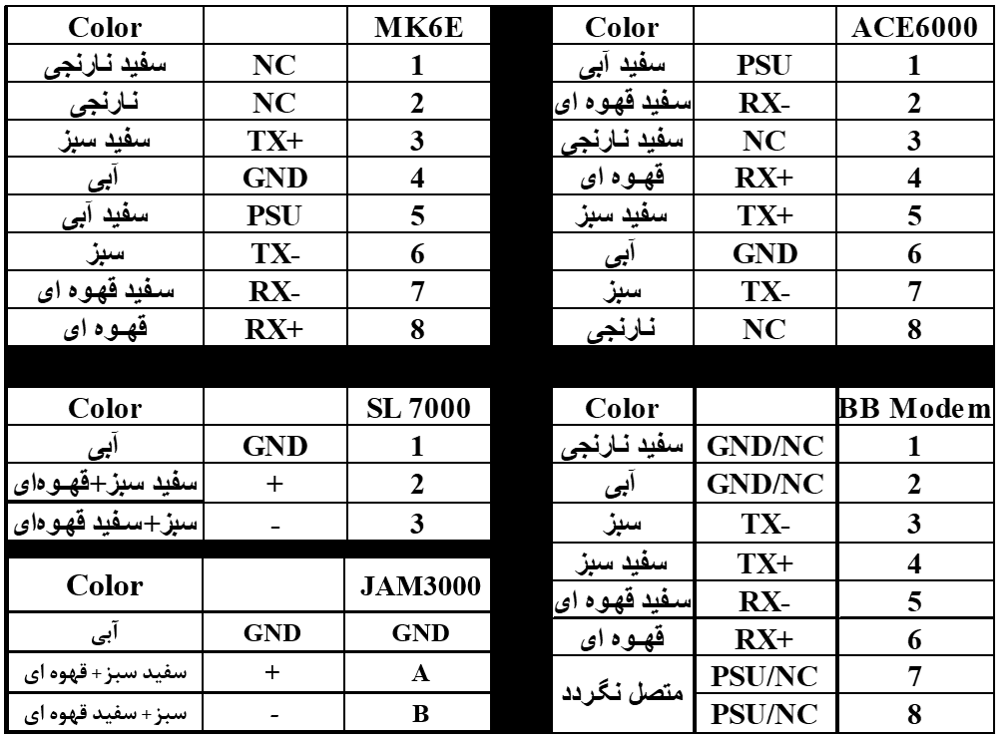 Color MK6E
سفید نارنجی NC 1
نارنجی NC 2
سفید سبز TX+ 3
آبی GND 4
سفید آبی PSU 5
سبز TX- 6
سفید قهوه ای RX- 7
قهوه ای RX+ 8
Color ACE6000
سفید آبی PSU 1
سفید قهوه ای RX- 2
سفید نارنجی NC 3
قهوه ای RX+ 4
سفید سبز TX+ 5
آبی GND 6
سبز TX- 7
نارنجی NC 8
Color SL 7000
آبی GND 1
سفید سبز+قهوه‌ای + 2
سبز+سفید قهوه‌ای - 3
Color JAM3000
آبی GND GND
سفید سبز+ قهوه ای + A
سبز+ سفید قهوه ای - B
Color BB Modem
سفید نارنجی GND/NC 1
آبی GND/NC 2
سبز TX- 3
سفید سبز TX+ 4
سفید قهوه ای RX- 5
قهوه ای RX+ 6
متصل نگردد PSU/NC 7
PSU/NC 8